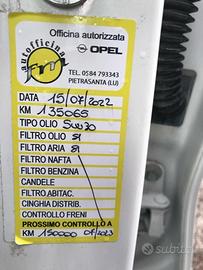 Officina autorizzata
autofficina
OPEL
TEL. 0584 793343
PIETRASANTA (LU)
DATA 15/07/2022
KM 135065
TIPO OLIO 5W30
FILTRO OLIO SI
FILTRO ARIA SI
FILTRO NAFTA
FILTRO BENZINA
CANDELE
FILTRO ABITAC.
CINGHIA DISTRIB.
CONTROLLO FRENI
PROSSIMO CONTROLLO A
KM 150000 07/2023
subito